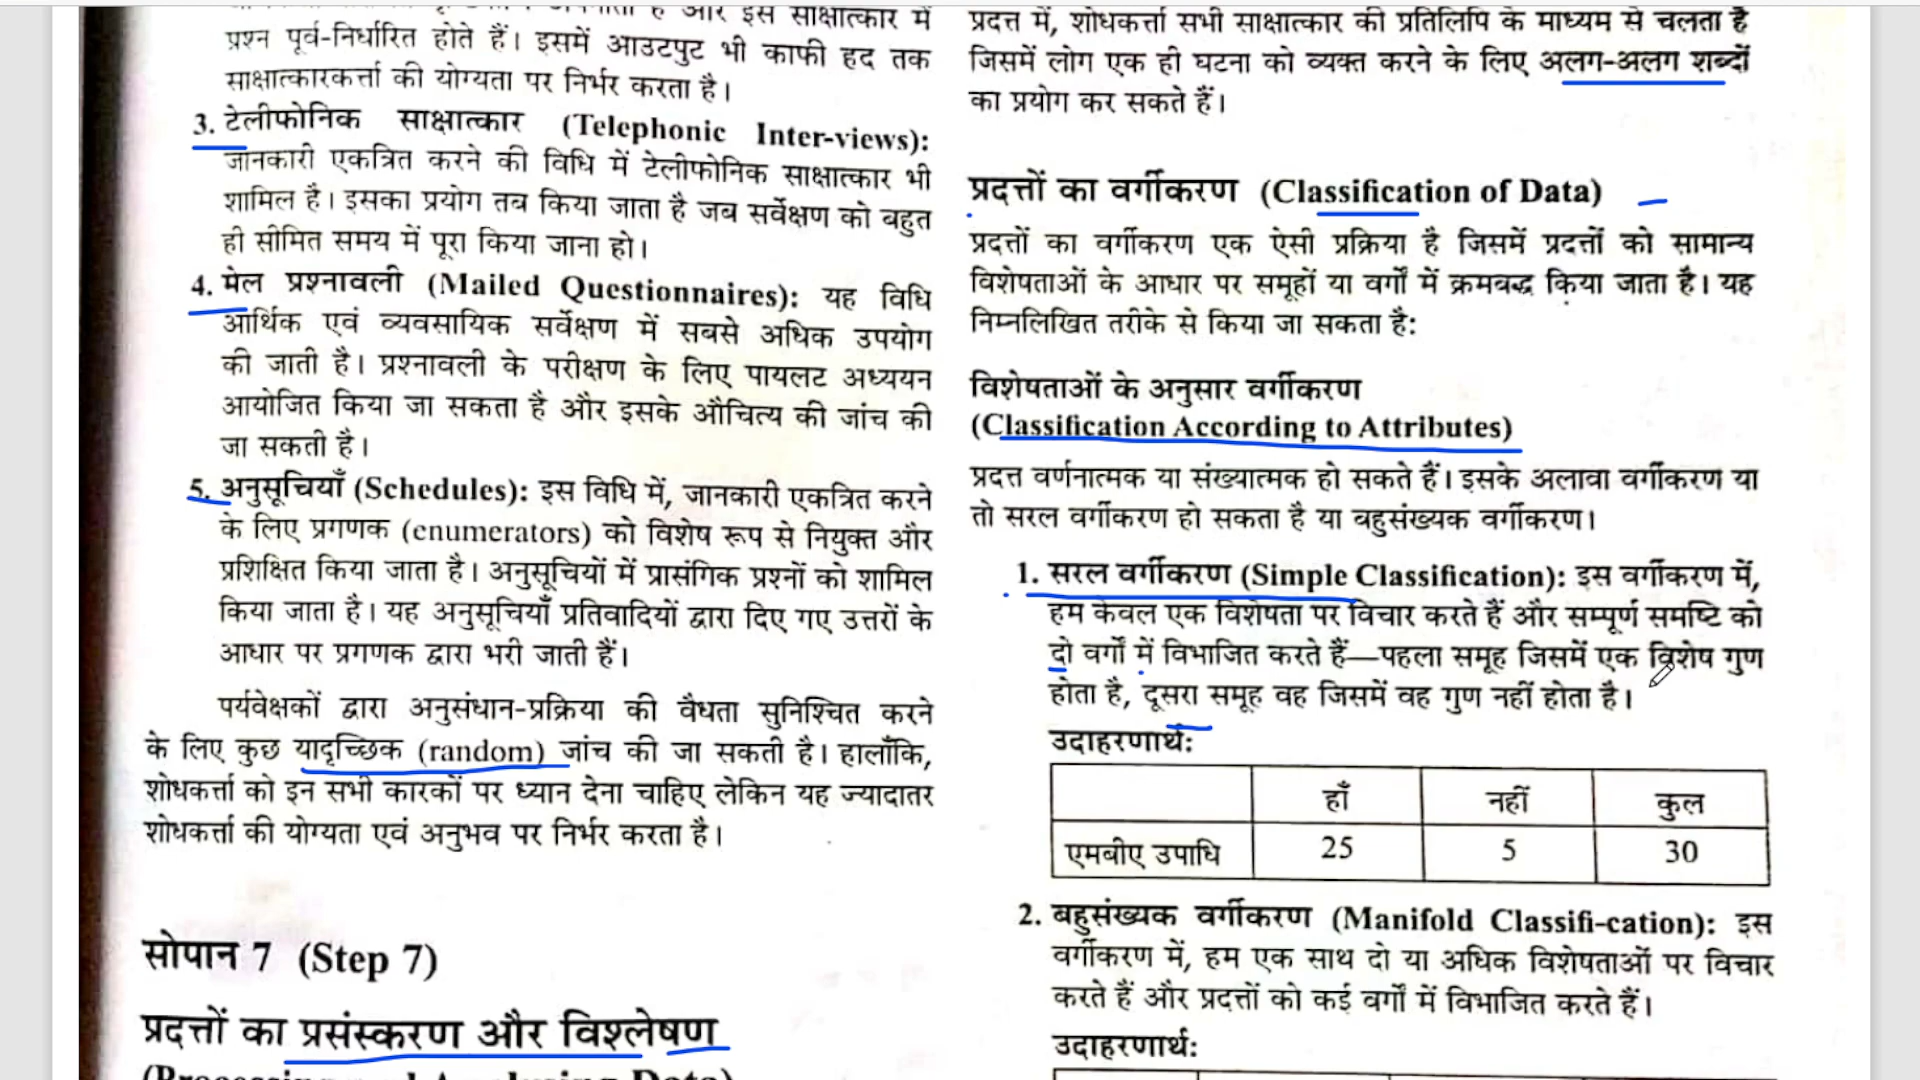 और इस साक्षात्कार में
प्रश्न पूर्व-निर्धारित होते हैं। इसमें आउटपुट भी काफी हद तक
साक्षात्कारकर्त्ता की योग्यता पर निर्भर करता है।
3. टेलीफोनिक साक्षात्कार (Telephonic Inter-views):
जानकारी एकत्रित करने की विधि में टेलीफोनिक साक्षात्कार भी
शामिल है। इसका प्रयोग तब किया जाता है जब सर्वेक्षण को बहुत
ही सीमित समय में पूरा किया जाना हो।
4. मेल प्रश्नावली (Mailed Questionnaires): यह विधि
आर्थिक एवं व्यवसायिक सर्वेक्षण में सबसे अधिक उपयोग
की जाती है। प्रश्नावली के परीक्षण के लिए पायलट अध्ययन
आयोजित किया जा सकता है और इसके औचित्य की जांच की
जा सकती है।
5. अनुसूचियाँ (Schedules): इस विधि में, जानकारी एकत्रित करने
के लिए प्रगणक (enumerators) को विशेष रूप से नियुक्त और
प्रशिक्षित किया जाता है। अनुसूचियों में प्रासंगिक प्रश्नों को शामिल
किया जाता है। यह अनुसूचियाँ प्रतिवादियों द्वारा दिए गए उत्तरों के
आधार पर प्रगणक द्वारा भरी जाती हैं।
पर्यवेक्षकों द्वारा अनुसंधान-प्रक्रिया की वैधता सुनिश्चित करने
के लिए कुछ यादृच्छिक (random) जांच की जा सकती है। हालाँकि,
शोधकर्त्ता को इन सभी कारकों पर ध्यान देना चाहिए लेकिन यह ज्यादातर
शोधकर्त्ता की योग्यता एवं अनुभव पर निर्भर करता है।
सोपान 7 (Step 7)
प्रदत्तों का प्रसंस्करण और विश्लेषण
(Processing and Analysing Data)
प्रदत्त में, शोधकर्त्ता सभी साक्षात्कार की प्रतिलिपि के माध्यम से चलता है
जिसमें लोग एक ही घटना को व्यक्त करने के लिए अलग-अलग शब्दों
का प्रयोग कर सकते हैं।
प्रदत्तों का वर्गीकरण (Classification of Data)
प्रदत्तों का वर्गीकरण एक ऐसी प्रक्रिया है जिसमें प्रदत्तों को सामान्य
विशेषताओं के आधार पर समूहों या वर्गों में क्रमबद्ध किया जाता है। यह
निम्नलिखित तरीके से किया जा सकता है:
विशेषताओं के अनुसार वर्गीकरण
(Classification According to Attributes)
प्रदत्त वर्णनात्मक या संख्यात्मक हो सकते हैं। इसके अलावा वर्गीकरण या
तो सरल वर्गीकरण हो सकता है या बहुसंख्यक वर्गीकरण।
1. सरल वर्गीकरण (Simple Classification): इस वर्गीकरण में,
हम केवल एक विशेषता पर विचार करते हैं और सम्पूर्ण समष्टि को
दो वर्गों में विभाजित करते हैं—पहला समूह जिसमें एक विशेष गुण
होता है, दूसरा समूह वह जिसमें वह गुण नहीं होता है।
उदाहरणार्थ:
हाँ नहीं कुल
एमबीए उपाधि 25 5 30
2. बहुसंख्यक वर्गीकरण (Manifold Classifi-cation): इस
वर्गीकरण में, हम एक साथ दो या अधिक विशेषताओं पर विचार
करते हैं और प्रदत्तों को कई वर्गों में विभाजित करते हैं।
उदाहरणार्थ: